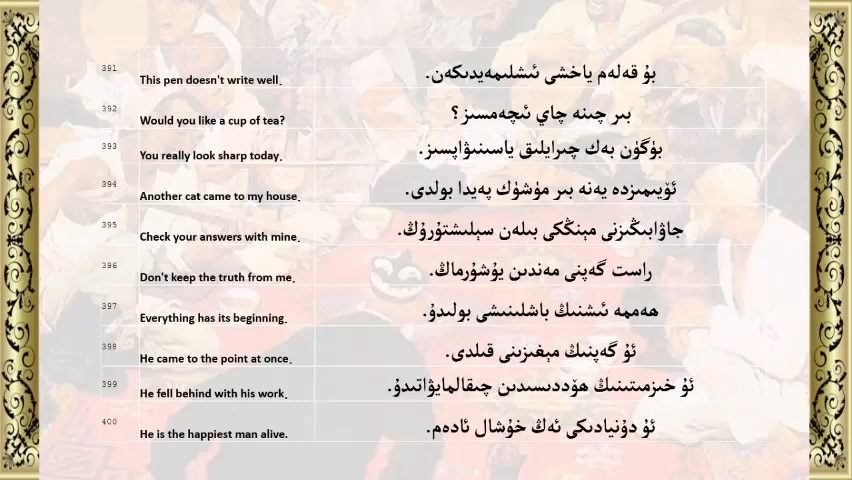 391 This pen doesn't write well. بۇ قەلەم ياخشى ئىشلىمەيدىكەن.
392 Would you like a cup of tea? بىر چىنە چاي ئىچەمسىز؟
393 You really look sharp today. بۈگۈن بەك چىرايلىق ياسىنىۋاپسىز.
394 Another cat came to my house. ئۆيىمىزدە يەنە بىر مۈشۈك پەيدا بولدى.
395 Check your answers with mine. جاۋابىڭىزنى مېنىڭكى بىلەن سېلىشتۇرۇڭ.
396 Don't keep the truth from me. راست گەپنى مەندىن يۇشۇرماڭ.
397 Everything has its beginning. ھەممە ئىشنىڭ باشلىنىشى بولىدۇ.
398 He came to the point at once. ئۇ گەپنىڭ مېغىزىنى قىلدى.
399 He fell behind with his work. ئۇ خىزمىتىنىڭ ھۆددىسىدىن چىقالمايۋاتىدۇ.
400 He is the happiest man alive. ئۇ دۇنيادىكى ئەڭ خۇشال ئادەم.